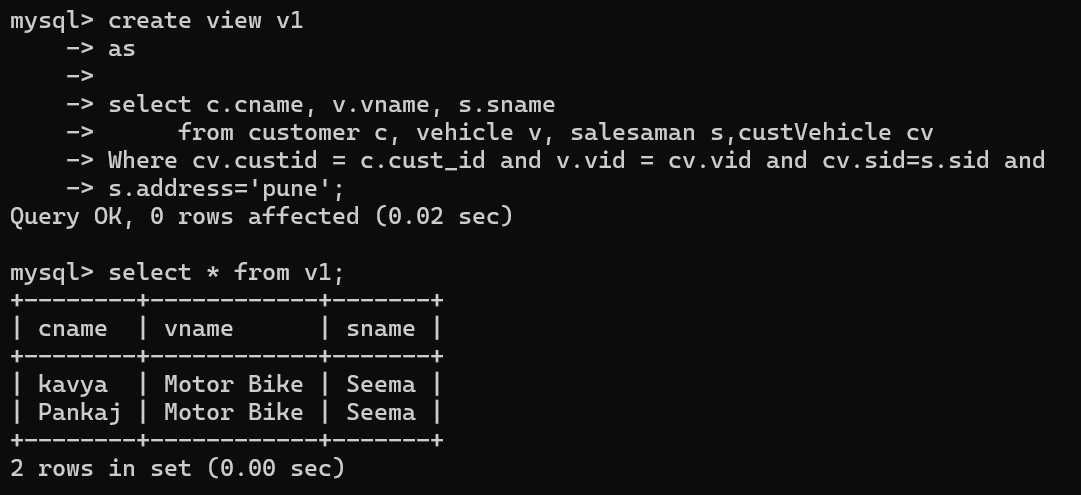 mysql> create view v1
    -> as
    ->
    -> select c.cname, v.vname, s.sname
    ->      from customer c, vehicle v, salesaman s,custVehicle cv
    -> Where cv.custid = c.cust_id and v.vid = cv.vid and cv.sid=s.sid and
    -> s.address='pune';
Query OK, 0 rows affected (0.02 sec)

mysql> select * from v1;
+--------+------------+-------+
| cname  | vname      | sname |
+--------+------------+-------+
| kavya  | Motor Bike | Seema |
| Pankaj | Motor Bike | Seema |
+--------+------------+-------+
2 rows in set (0.00 sec)